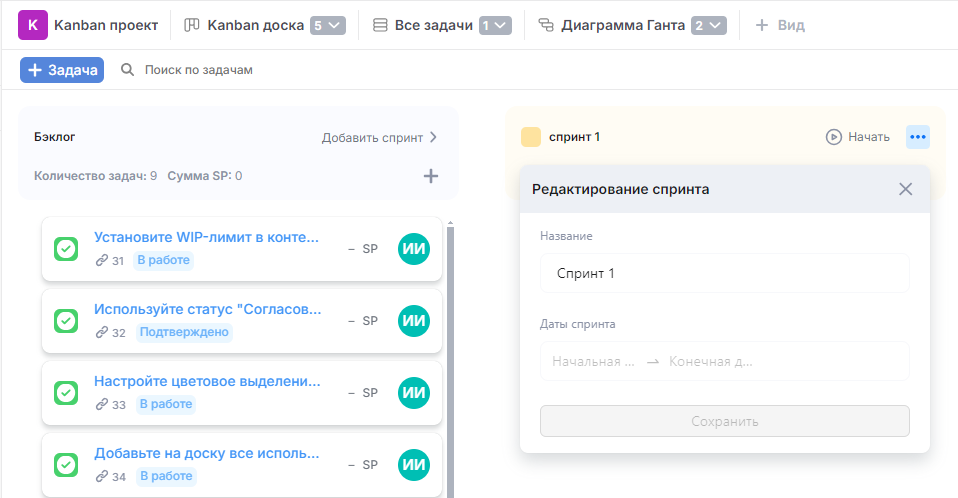 K Kanban проект Kanban доска 5 Все задачи 1 Диаграмма Ганта 2 + Вид
+ Задача Поиск по задачам
Бэклог Добавить спринт
Количество задач: 9 Сумма SP: 0
Установите WIP-лимит в конте...
31 В работе
– SP ИИ
Используйте статус "Согласов...
32 Подтверждено
– SP ИИ
Настройте цветовое выделени...
33 В работе
– SP ИИ
Добавьте на доску все исполь...
34 В работе
– SP ИИ
спринт 1 Начать
Редактирование спринта
Название
Спринт 1
Даты спринта
Начальная ... → Конечная д...
Сохранить